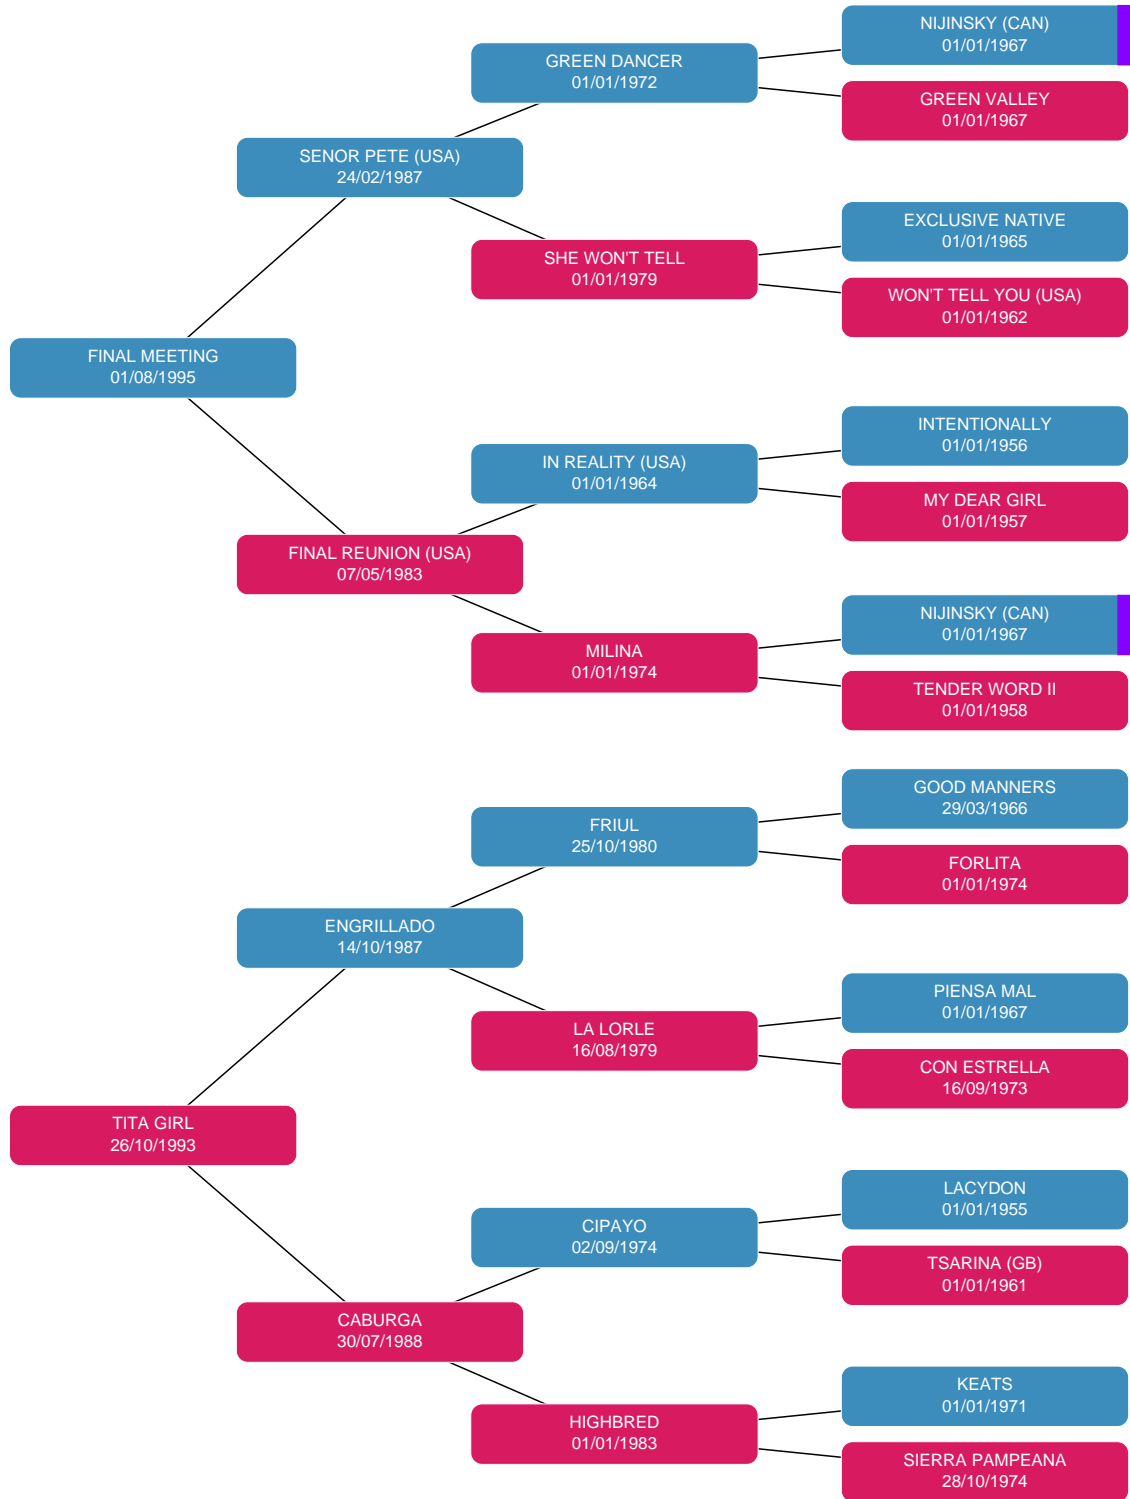 NIJINSKY (CAN)
01/01/1967
GREEN DANCER
01/01/1972
GREEN VALLEY
01/01/1967
SENOR PETE (USA)
24/02/1987
EXCLUSIVE NATIVE
01/01/1965
SHE WON'T TELL
01/01/1979
WON'T TELL YOU (USA)
01/01/1962
FINAL MEETING
01/08/1995
INTENTIONALLY
01/01/1956
IN REALITY (USA)
01/01/1964
MY DEAR GIRL
01/01/1957
FINAL REUNION (USA)
07/05/1983
NIJINSKY (CAN)
01/01/1967
MILINA
01/01/1974
TENDER WORD II
01/01/1958
GOOD MANNERS
29/03/1966
FRIUL
25/10/1980
FORLITA
01/01/1974
ENGRILLADO
14/10/1987
PIENSA MAL
01/01/1967
LA LORLE
16/08/1979
CON ESTRELLA
16/09/1973
TITA GIRL
26/10/1993
LACYDON
01/01/1955
CIPAYO
02/09/1974
TSARINA (GB)
01/01/1961
CABURGA
30/07/1988
KEATS
01/01/1971
HIGHBRED
01/01/1983
SIERRA PAMPEANA
28/10/1974